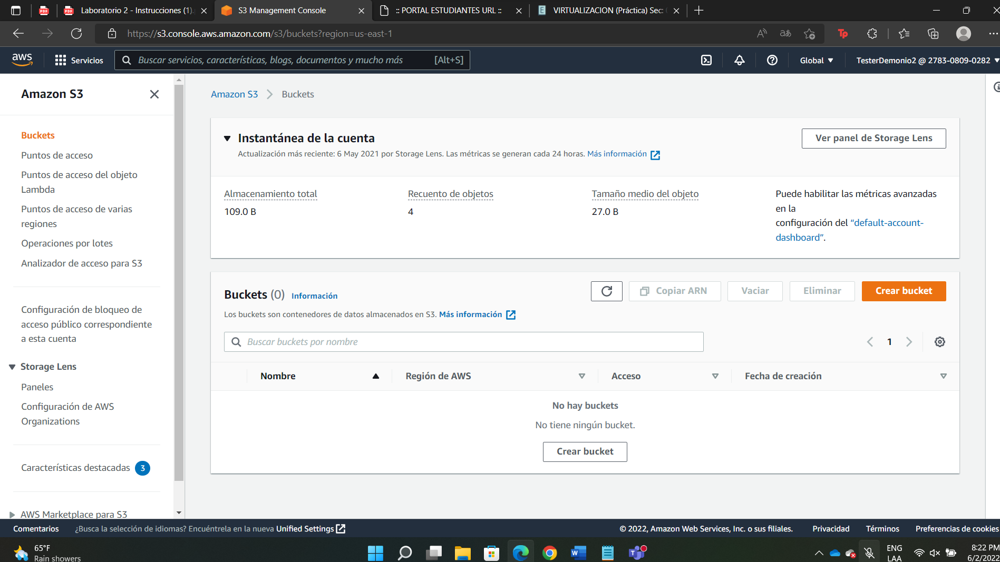 Laboratorio 2 - Instrucciones (1).
S3 Management Console
:: PORTAL ESTUDIANTES URL ::
VIRTUALIZACION (Práctica) Sec:
https://s3.console.aws.amazon.com/s3/buckets?region=us-east-1
aws
Servicios
Buscar servicios, características, blogs, documentos y mucho más
[Alt+S]
Global
TesterDemonio2 @ 2783-0809-0282
Amazon S3
Buckets
Puntos de acceso
Puntos de acceso del objeto
Lambda
Puntos de acceso de varias
regiones
Operaciones por lotes
Analizador de acceso para S3
Configuración de bloqueo de
acceso público correspondiente
a esta cuenta
Storage Lens
Paneles
Configuración de AWS
Organizations
Características destacadas 3
AWS Marketplace para S3
Amazon S3 > Buckets
Instantánea de la cuenta
Actualización más reciente: 6 May 2021 por Storage Lens. Las métricas se generan cada 24 horas. Más información
Ver panel de Storage Lens
Almacenamiento total
109.0 B
Recuento de objetos
4
Tamaño medio del objeto
27.0 B
Puede habilitar las métricas avanzadas
en la
configuración del “default-account-
dashboard”.
Buckets (0) Información
Copiar ARN
Vaciar
Eliminar
Crear bucket
Los buckets son contenedores de datos almacenados en S3. Más información
Buscar buckets por nombre
1
Nombre
Región de AWS
Acceso
Fecha de creación
No hay buckets
No tiene ningún bucket.
Crear bucket
Comentarios
¿Busca la selección de idiomas? Encuéntrela en la nueva Unified Settings
© 2022, Amazon Web Services, Inc. o sus filiales.
Privacidad
Términos
Preferencias de cookies
65°F
Rain showers
ENG
LAA
8:22 PM
6/2/2022